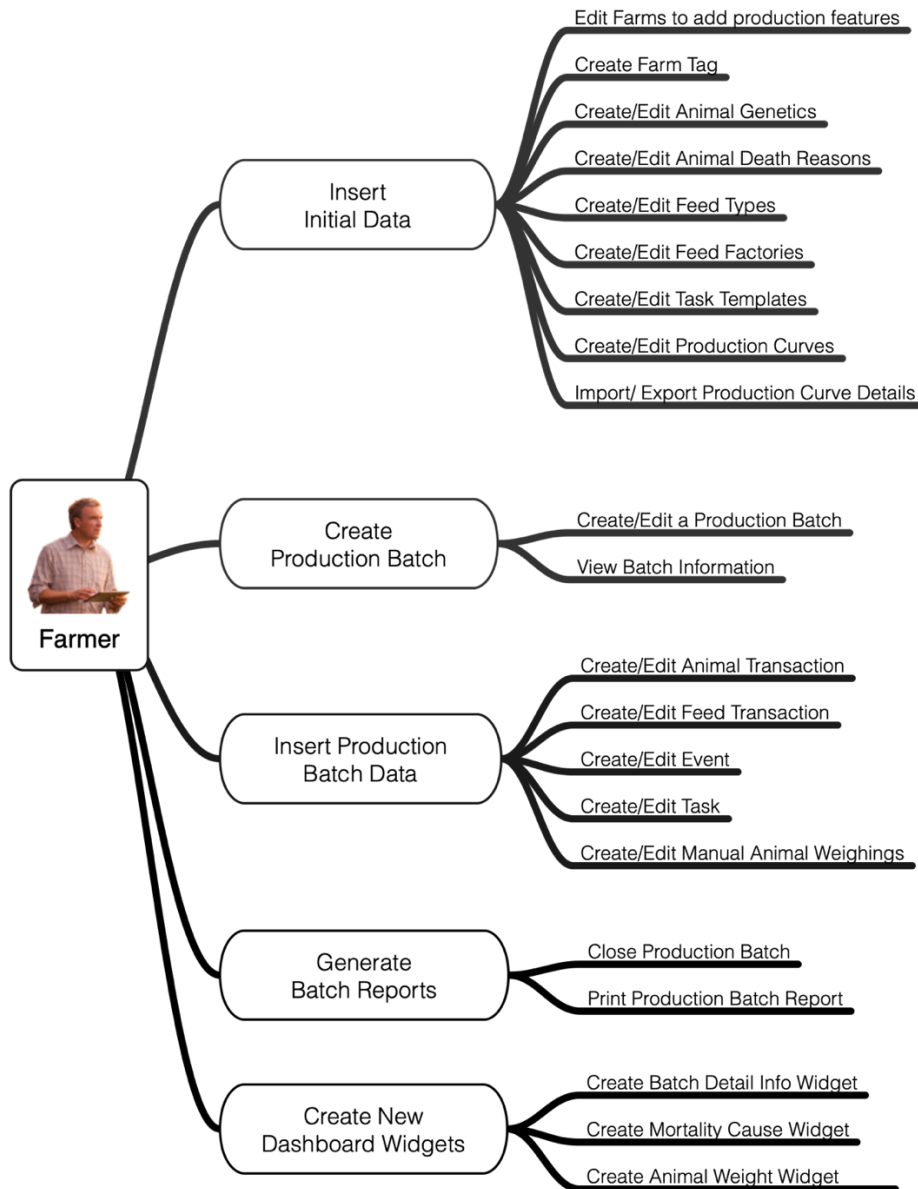 Edit Farms to add production features
Create Farm Tag
Create/Edit Animal Genetics
Create/Edit Animal Death Reasons
Create/Edit Feed Types
Create/Edit Feed Factories
Create/Edit Task Templates
Create/Edit Production Curves
Import/ Export Production Curve Details
Insert
Initial Data
Create
Production Batch
Create/Edit a Production Batch
View Batch Information
Farmer
Insert Production
Batch Data
Create/Edit Animal Transaction
Create/Edit Feed Transaction
Create/Edit Event
Create/Edit Task
Create/Edit Manual Animal Weighings
Generate
Batch Reports
Close Production Batch
Print Production Batch Report
Create New
Dashboard Widgets
Create Batch Detail Info Widget
Create Mortality Cause Widget
Create Animal Weight Widget